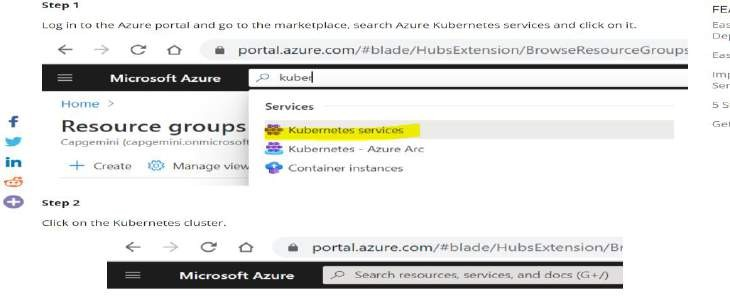 Step 1
Log in to the Azure portal and go to the marketplace, search Azure Kubernetes services and click on it.
portal.azure.com/#blade/HubsExtension/BrowseResourceGroups
Microsoft Azure
kuber
Home >
Services
Resource groups
Kubernetes services
Capgemini (capgemini.onmicrosoft
Kubernetes - Azure Arc
+ Create
Manage view
Container instances
Step 2
Click on the Kubernetes cluster.
portal.azure.com/#blade/HubsExtension/Br
Microsoft Azure
Search resources, services, and docs (G+/)
FEA
Eas
Dep
Eas
Imp
Ser
5 S
Get